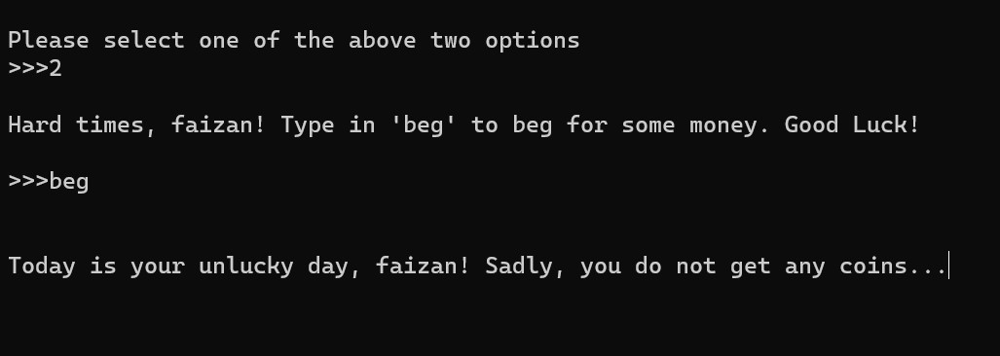 Please select one of the above two options
>>>2
Hard times, faizan! Type in 'beg' to beg for some money. Good Luck!
>>>beg
Today is your unlucky day, faizan! Sadly, you do not get any coins...